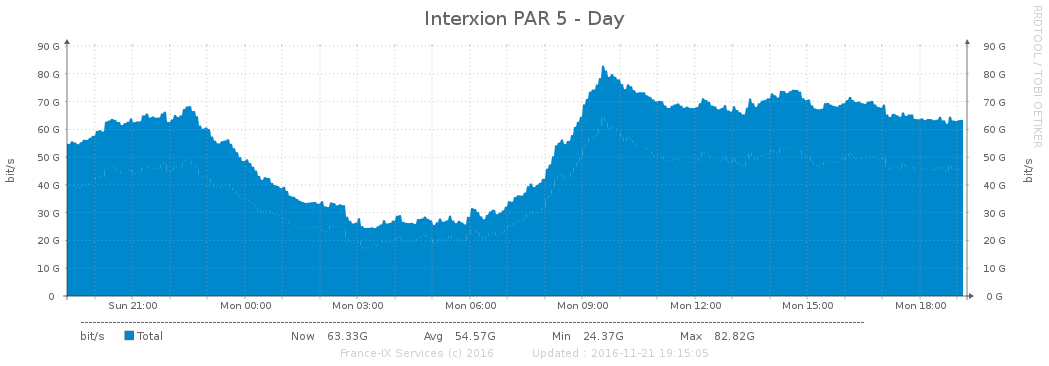 Interxion PAR 5 - Day
RRDTOOL / TOBI OETIKER
90 G 90 G
80 G 80 G
70 G 70 G
60 G 60 G
50 G 50 G
bit/s bit/s
40 G 40 G
30 G 30 G
20 G 20 G
10 G 10 G
0 0 G
Sun 21:00 Mon 00:00 Mon 03:00 Mon 06:00 Mon 09:00 Mon 12:00 Mon 15:00 Mon 18:00
bit/s Total Now 63.33G Avg 54.57G Min 24.37G Max 82.82G
France-IX Services (c) 2016 Updated : 2016-11-21 19:15:05